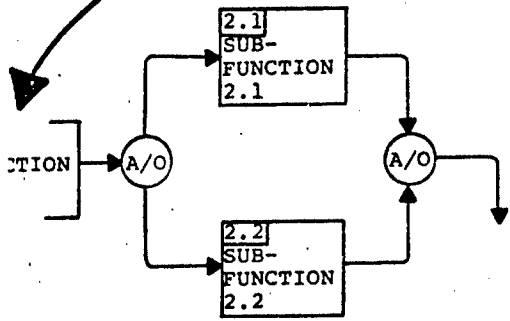 2.1
SUB-
FUNCTION
2.1
CTION
A/O
A/O
2.2
SUB-
FUNCTION
2.2